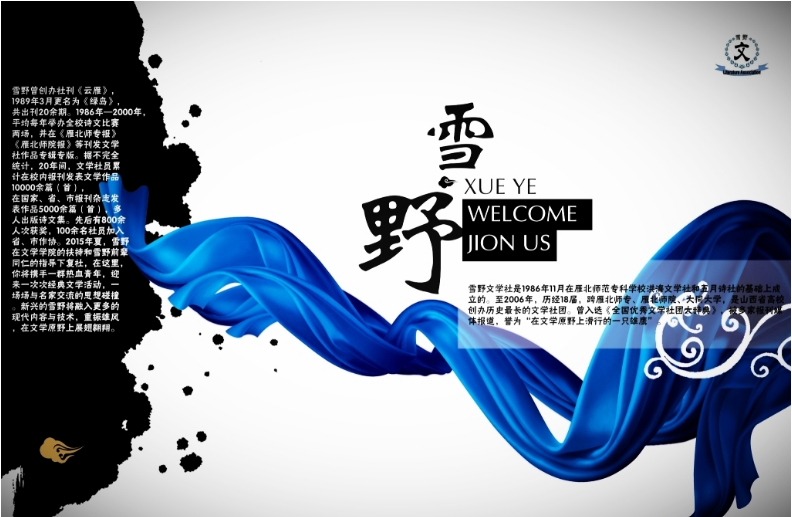 雪野曾创办社刊《云雁》，
1989年3月更名为《绿岛》，
共出刊20余期。1986年—2000年，
平均每年举办全校诗文比赛
两场，并在《雁北师专报》
《雁北师院报》等刊发文学
社作品专辑专版。据不完全
统计，20年间，文学社员累
计在校内报刊发表文学作品
10000余篇（首），
在国家、省、市报刊杂志发
表作品5000余篇（首），多
人出版诗文集。先后有800余
人次获奖，100余名社员加入
省、市作协。2015年夏，雪野
在文学学院的扶持和雪野前辈
同仁的指导下复社，在这里，
你将携手一群热血青年，迎
来一次次经典文学活动，一
场场与名家交流的思想碰撞
。新兴的雪野将融入更多的
现代内容与技术，重振雄风
，在文学原野上展翅翱翔。
雪野
文
Literature Association
雪野
XUE YE
WELCOME
JION US
雪野文学社是1986年11月在雁北师范专科学校洪涛文学社和五月诗社的基础上成
立的。至2006年，历经18届，跨雁北师专、雁北师院、大同大学，是山西省高校
创办历史最长的文学社团。曾入选《全国优秀文学社团大辞典》，被多家报刊媒
体报道，誉为“在文学原野上滑行的一只雄鹰”。